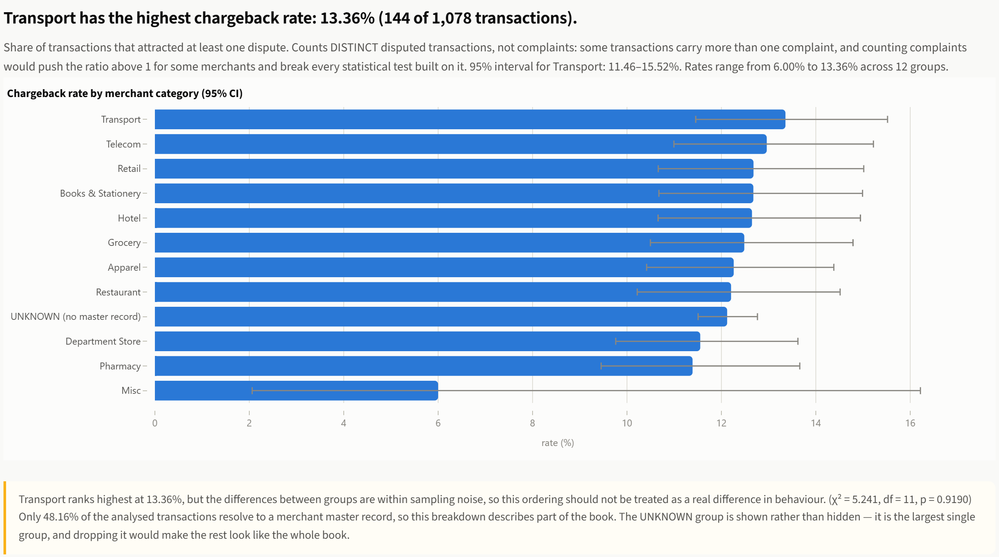 Transport has the highest chargeback rate: 13.36% (144 of 1,078 transactions).
Share of transactions that attracted at least one dispute. Counts DISTINCT disputed transactions, not complaints: some transactions carry more than one complaint, and counting complaints
would push the ratio above 1 for some merchants and break every statistical test built on it. 95% interval for Transport: 11.46–15.52%. Rates range from 6.00% to 13.36% across 12 groups.
Chargeback rate by merchant category (95% CI)
Transport
Telecom
Retail
Books & Stationery
Hotel
Grocery
Apparel
Restaurant
UNKNOWN (no master record)
Department Store
Pharmacy
Misc
0 2 4 6 8 10 12 14 16
rate (%)
Transport ranks highest at 13.36%, but the differences between groups are within sampling noise, so this ordering should not be treated as a real difference in behaviour. (χ² = 5.241, df = 11, p = 0.9190)
Only 48.16% of the analysed transactions resolve to a merchant master record, so this breakdown describes part of the book. The UNKNOWN group is shown rather than hidden — it is the largest single
group, and dropping it would make the rest look like the whole book.